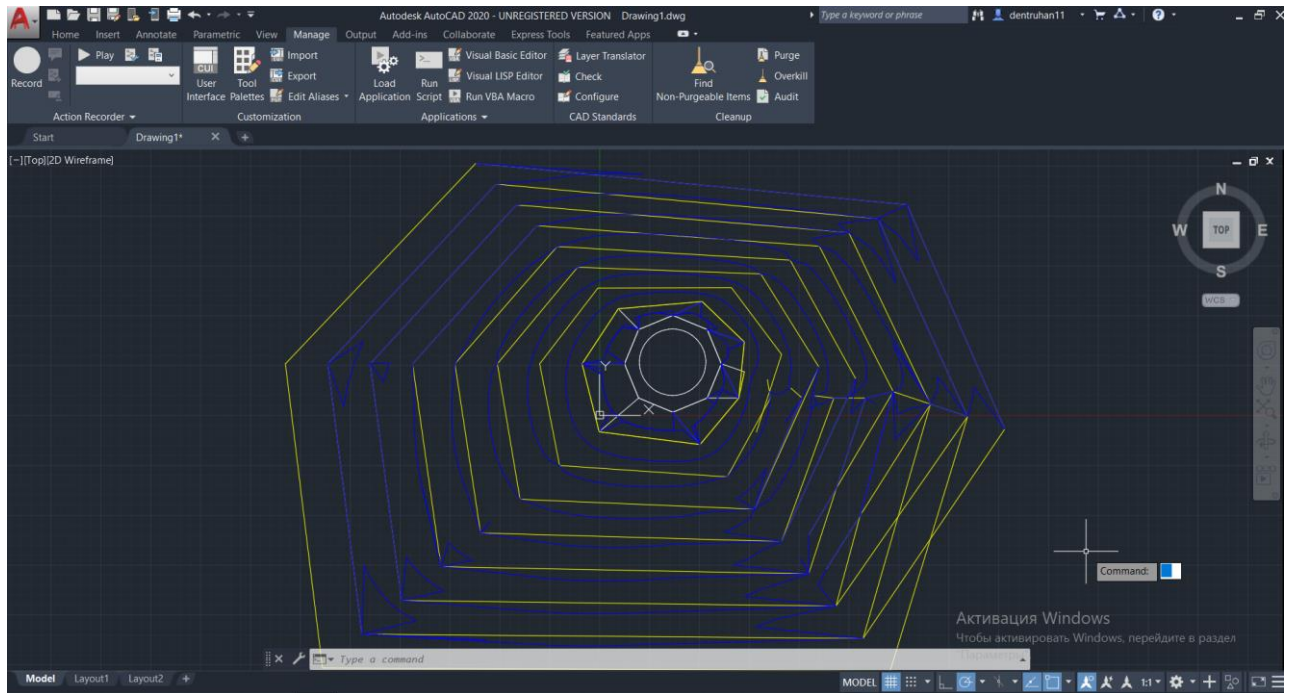 Autodesk AutoCAD 2020 - UNREGISTERED VERSION Drawing1.dwg
Type a keyword or phrase
dentruhan11
Home Insert Annotate Parametric View Manage Output Add-ins Collaborate Express Tools Featured Apps
Record
Play
Action Recorder
CUI
User Interface
Tool Palettes
Import
Export
Edit Aliases
Customization
Load Application
Run Script
Visual Basic Editor
Visual LISP Editor
Run VBA Macro
Applications
Layer Translator
Check
Configure
CAD Standards
Find Non-Purgeable Items
Purge
Overkill
Audit
Cleanup
Start
Drawing1*
[−][Top][2D Wireframe]
N
W TOP E
S
WCS
Y
X
Command:
Активация Windows
Чтобы активировать Windows, перейдите в раздел
Type a command
Model Layout1 Layout2 +
MODEL
1:1